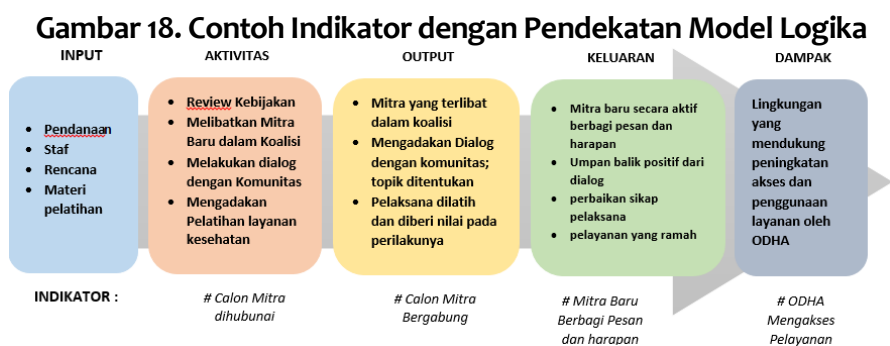 Gambar 18. Contoh Indikator dengan Pendekatan Model Logika
INPUT
Pendanaan
Staf
Rencana
Materi
pelatihan
AKTIVITAS
Review Kebijakan
Melibatkan Mitra
Baru dalam Koalisi
Melakukan dialog
dengan Komunitas
Mengadakan
Pelatihan layanan
kesehatan
OUTPUT
Mitra yang terlibat
dalam koalisi
Mengadakan Dialog
dengan komunitas;
topik ditentukan
Pelaksana dilatih
dan diberi nilai pada
perilakunya
KELUARAN
Mitra baru secara aktif
berbagi pesan dan
harapan
Umpan balik positif dari
dialog
perbaikan sikap
pelaksana
pelayanan yang ramah
DAMPAK
Lingkungan
yang
mendukung
peningkatan
akses dan
penggunaan
layanan oleh
ODHA
INDIKATOR :
# Calon Mitra
dihubunai
# Calon Mitra
Bergabung
# Mitra Baru
Berbagi Pesan
dan harapan
# ODHA
Mengakses
Pelayanan